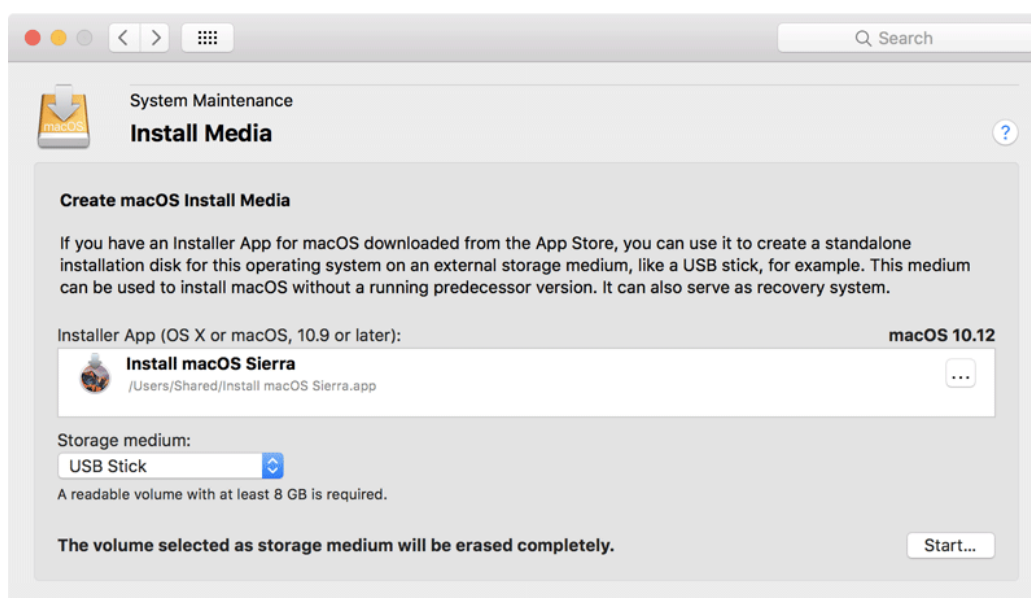 Search
System Maintenance
macOS
Install Media
?
Create macOS Install Media
If you have an Installer App for macOS downloaded from the App Store, you can use it to create a standalone
installation disk for this operating system on an external storage medium, like a USB stick, for example. This medium
can be used to install macOS without a running predecessor version. It can also serve as recovery system.
Installer App (OS X or macOS, 10.9 or later):
macOS 10.12
Install macOS Sierra
/Users/Shared/Install macOS Sierra.app
...
Storage medium:
USB Stick
A readable volume with at least 8 GB is required.
The volume selected as storage medium will be erased completely.
Start...